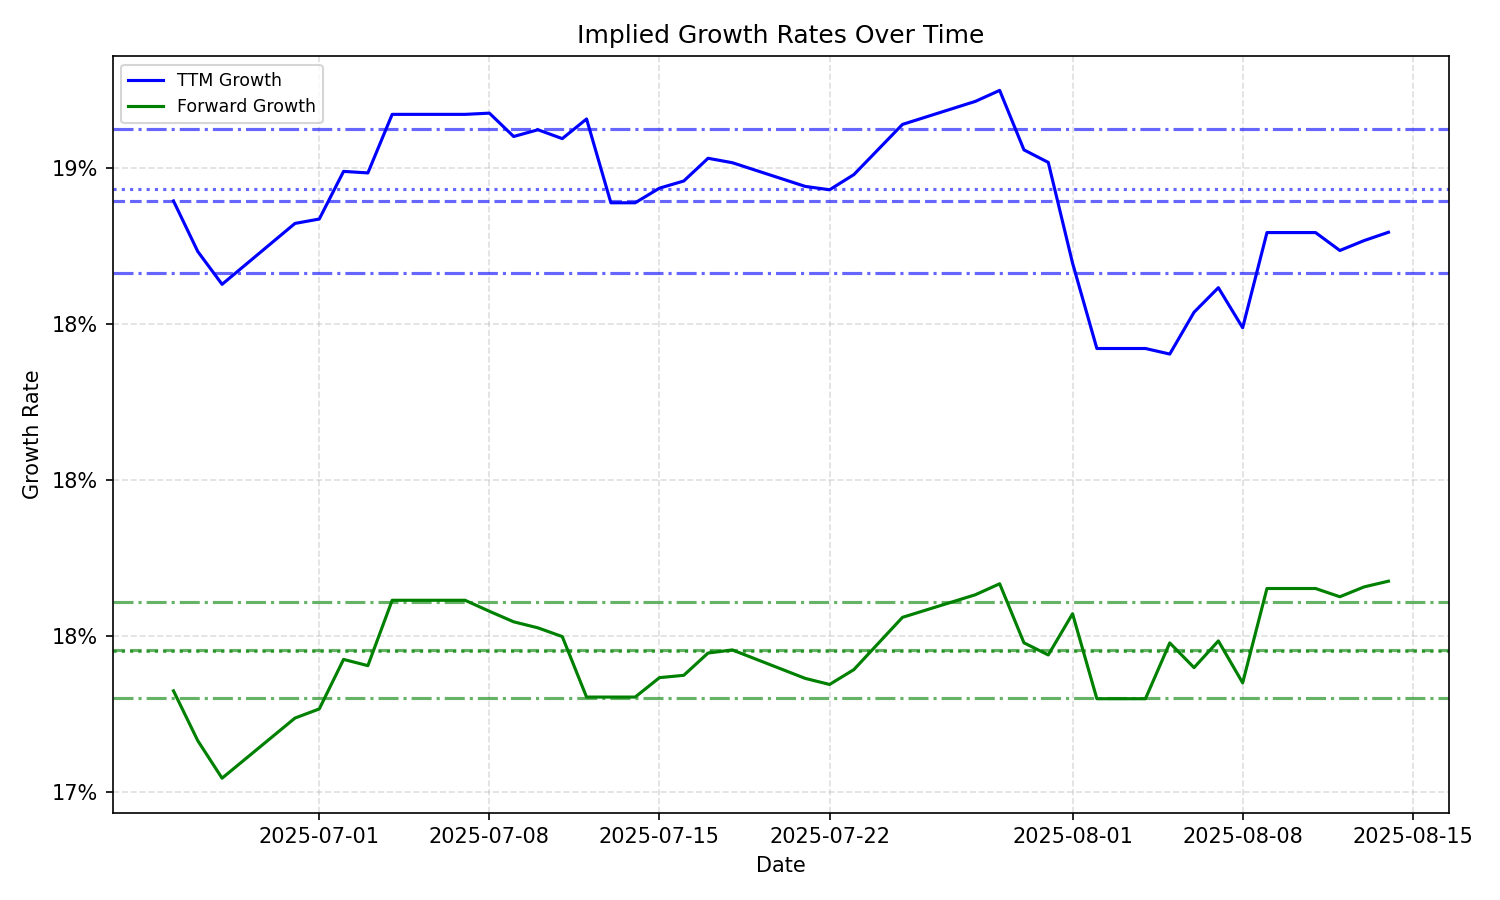 Implied Growth Rates Over Time
TTM Growth
Forward Growth
19%
18%
18%
18%
17%
Growth Rate
2025-07-01
2025-07-08
2025-07-15
2025-07-22
2025-08-01
2025-08-08
2025-08-15
Date